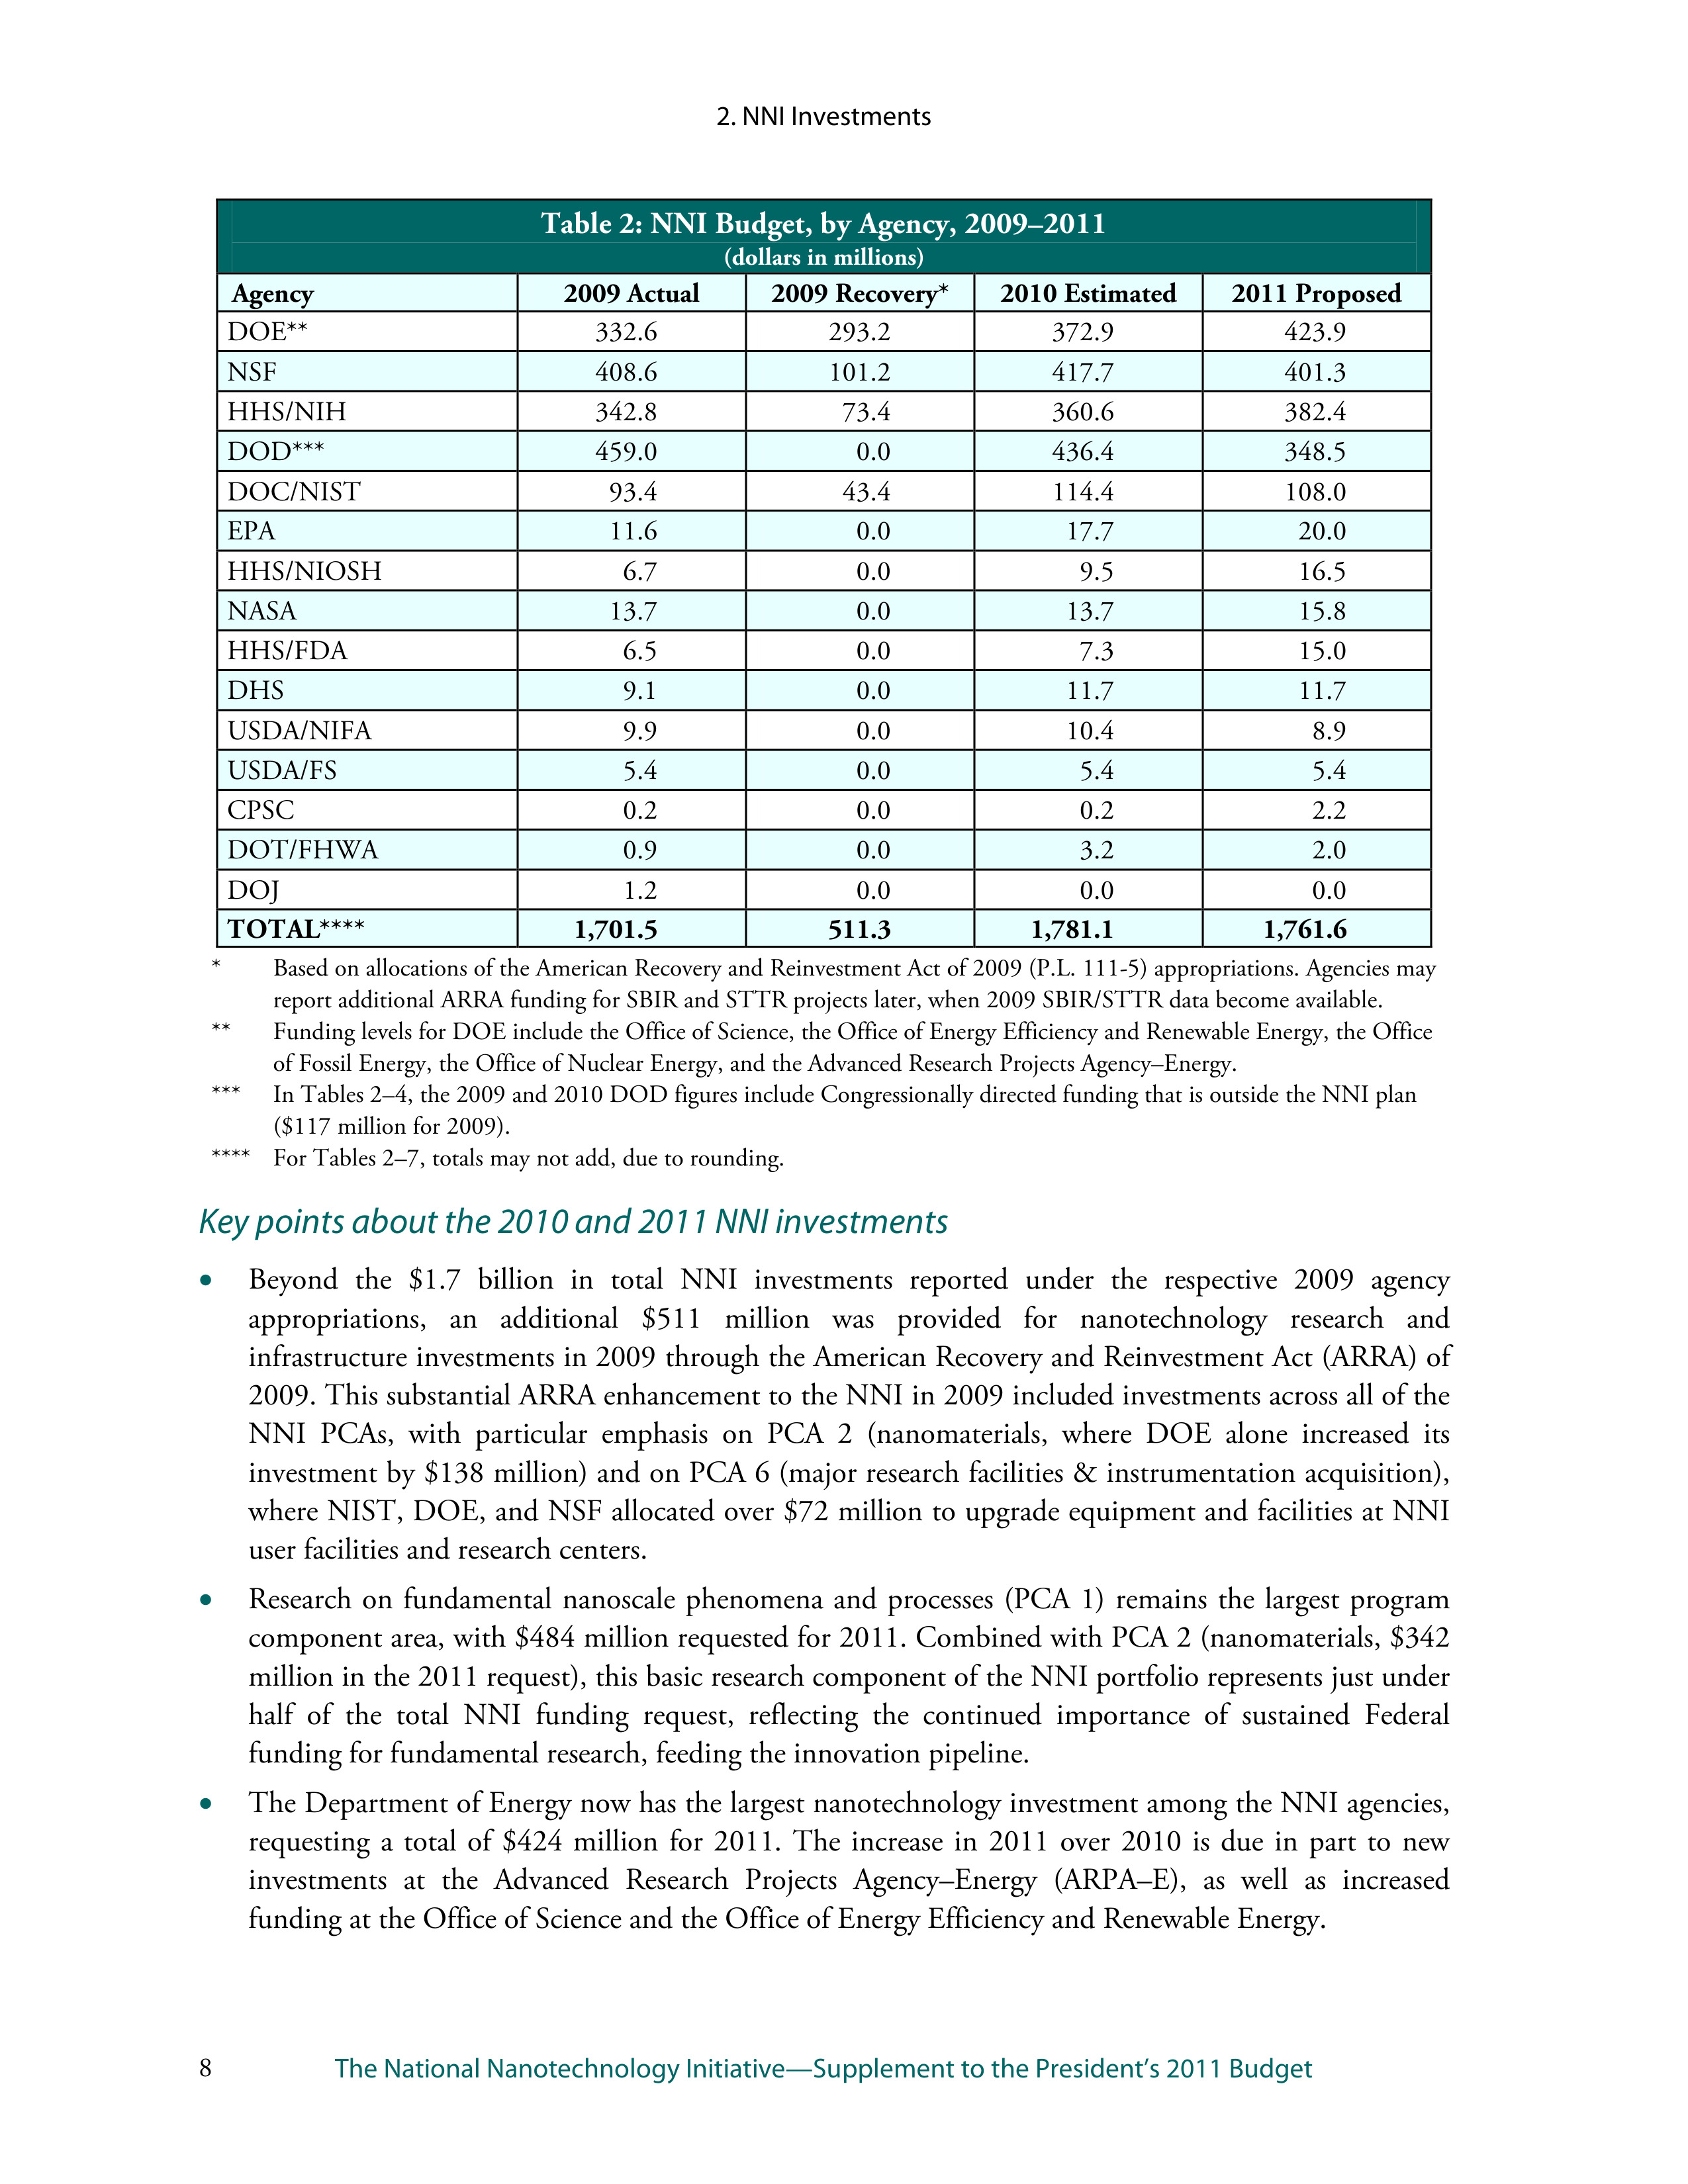 2. NNI Investments
Table 2: NNI Budget, by Agency, 2009–2011
(dollars in millions)
Agency 2009 Actual 2009 Recovery* 2010 Estimated 2011 Proposed
DOE** 332.6 293.2 372.9 423.9
NSF 408.6 101.2 417.7 401.3
HHS/NIH 342.8 73.4 360.6 382.4
DOD*** 459.0 0.0 436.4 348.5
DOC/NIST 93.4 43.4 114.4 108.0
EPA 11.6 0.0 17.7 20.0
HHS/NIOSH 6.7 0.0 9.5 16.5
NASA 13.7 0.0 13.7 15.8
HHS/FDA 6.5 0.0 7.3 15.0
DHS 9.1 0.0 11.7 11.7
USDA/NIFA 9.9 0.0 10.4 8.9
USDA/FS 5.4 0.0 5.4 5.4
CPSC 0.2 0.0 0.2 2.2
DOT/FHWA 0.9 0.0 3.2 2.0
DOJ 1.2 0.0 0.0 0.0
TOTAL**** 1,701.5 511.3 1,781.1 1,761.6
* Based on allocations of the American Recovery and Reinvestment Act of 2009 (P.L. 111-5) appropriations. Agencies may
report additional ARRA funding for SBIR and STTR projects later, when 2009 SBIR/STTR data become available.
** Funding levels for DOE include the Office of Science, the Office of Energy Efficiency and Renewable Energy, the Office
of Fossil Energy, the Office of Nuclear Energy, and the Advanced Research Projects Agency–Energy.
*** In Tables 2–4, the 2009 and 2010 DOD figures include Congressionally directed funding that is outside the NNI plan
($117 million for 2009).
**** For Tables 2–7, totals may not add, due to rounding.
Key points about the 2010 and 2011 NNI investments
• Beyond the $1.7 billion in total NNI investments reported under the respective 2009 agency
appropriations, an additional $511 million was provided for nanotechnology research and
infrastructure investments in 2009 through the American Recovery and Reinvestment Act (ARRA) of
2009. This substantial ARRA enhancement to the NNI in 2009 included investments across all of the
NNI PCAs, with particular emphasis on PCA 2 (nanomaterials, where DOE alone increased its
investment by $138 million) and on PCA 6 (major research facilities & instrumentation acquisition),
where NIST, DOE, and NSF allocated over $72 million to upgrade equipment and facilities at NNI
user facilities and research centers.
• Research on fundamental nanoscale phenomena and processes (PCA 1) remains the largest program
component area, with $484 million requested for 2011. Combined with PCA 2 (nanomaterials, $342
million in the 2011 request), this basic research component of the NNI portfolio represents just under
half of the total NNI funding request, reflecting the continued importance of sustained Federal
funding for fundamental research, feeding the innovation pipeline.
• The Department of Energy now has the largest nanotechnology investment among the NNI agencies,
requesting a total of $424 million for 2011. The increase in 2011 over 2010 is due in part to new
investments at the Advanced Research Projects Agency–Energy (ARPA–E), as well as increased
funding at the Office of Science and the Office of Energy Efficiency and Renewable Energy.
8 The National Nanotechnology Initiative—Supplement to the President’s 2011 Budget